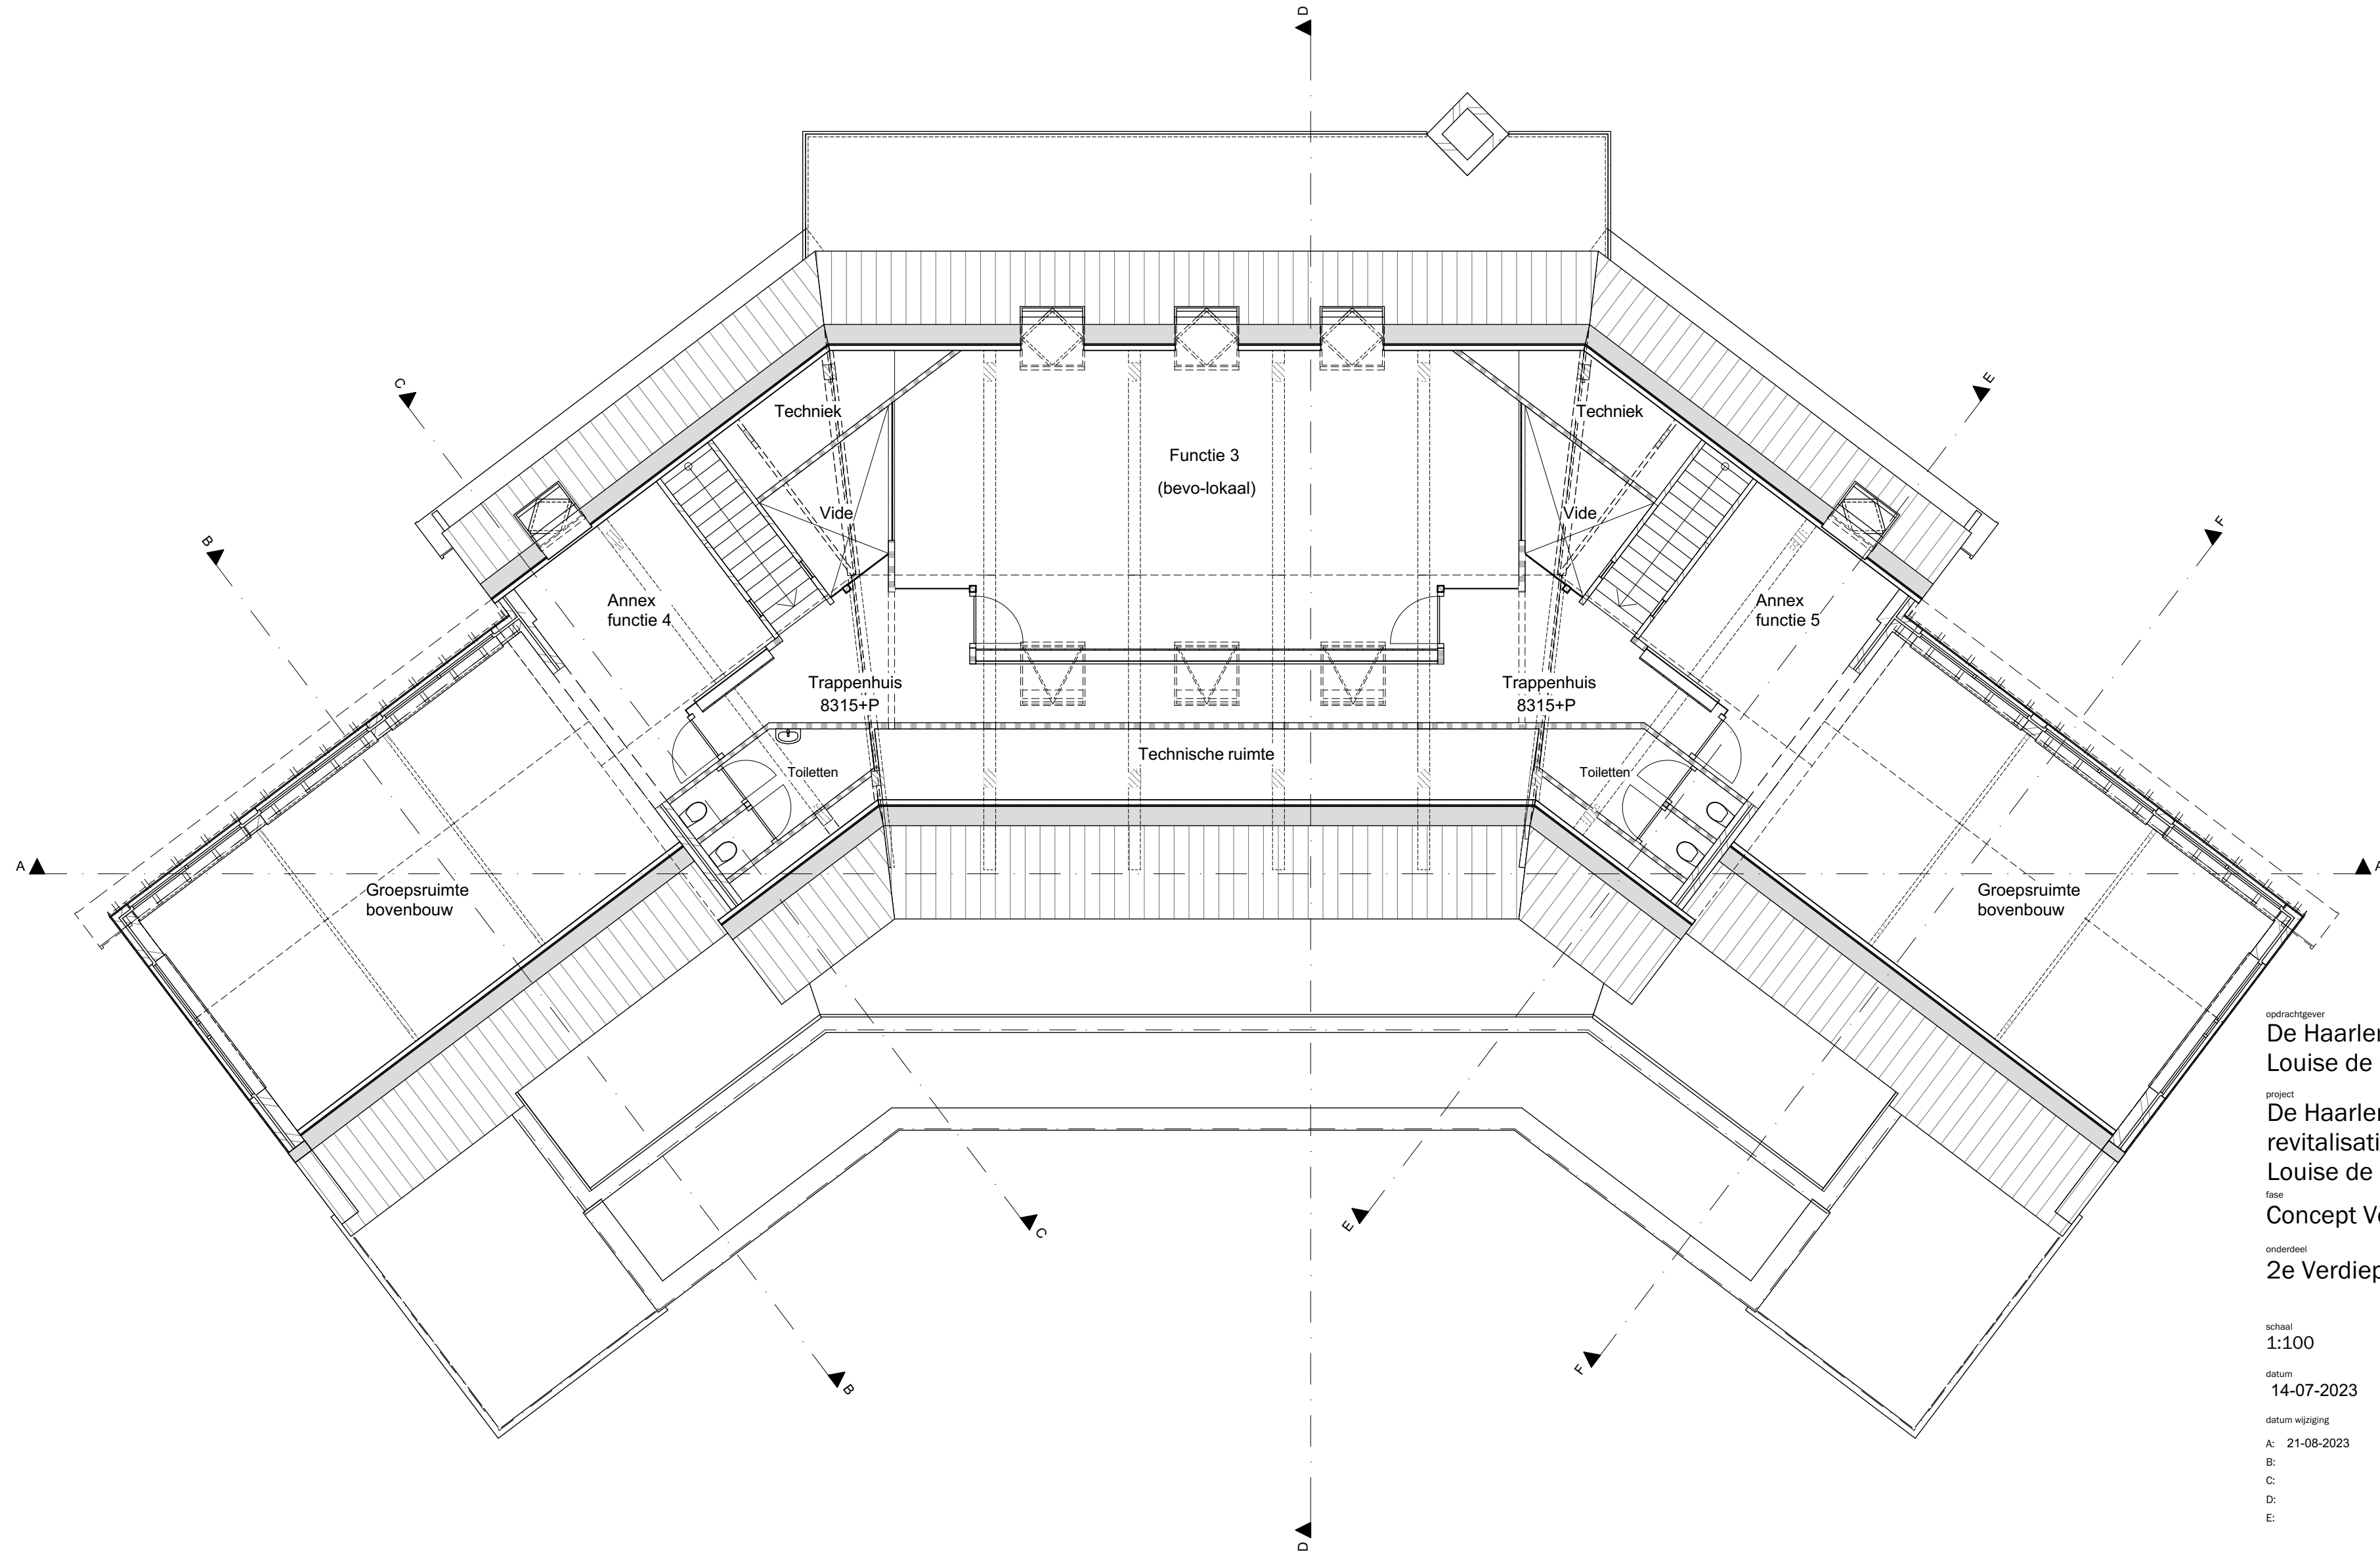 D
C
E
B
F
Techniek
Techniek
Functie 3
(bevo-lokaal)
Vide
Vide
Annex
functie 4
Annex
functie 5
Trappenhuis
8315+P
Trappenhuis
8315+P
Technische ruimte
Toiletten
Toiletten
A
A
Groepsruimte
bovenbouw
Groepsruimte
bovenbouw
C
E
B
F
D
opdrachtgever
De Haarle
Louise de
project
De Haarle
revitalisati
Louise de
fase
Concept
onderdeel
2e Verdiep
schaal
1:100
datum
14-07-2023
datum wijziging
A: 21-08-2023
B:
C:
D:
E: